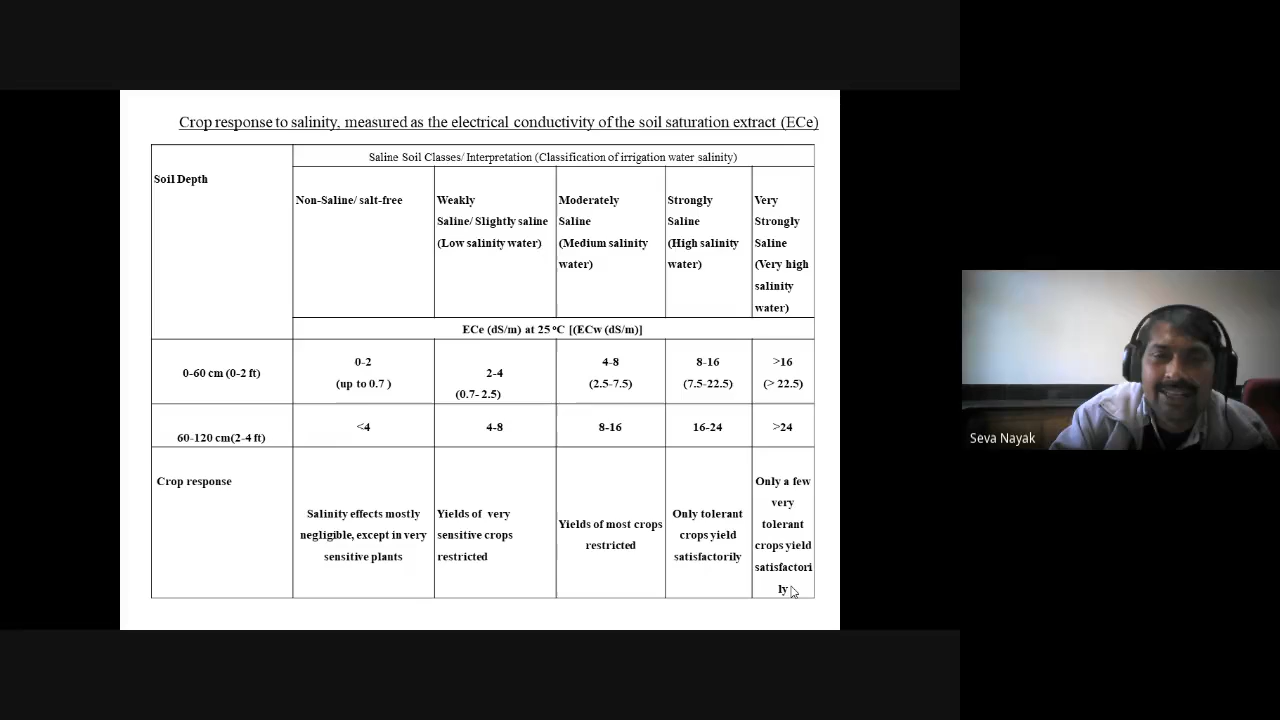 Crop response to salinity, measured as the electrical conductivity of the soil saturation extract (ECe)
Soil Depth
Saline Soil Classes/ Interpretation (Classification of irrigation water salinity)
Non-Saline/ salt-free
Weakly
Saline/ Slightly saline
(Low salinity water)
Moderately
Saline
(Medium salinity
water)
Strongly
Saline
(High salinity
water)
Very
Strongly
Saline
(Very high
salinity
water)
ECe (dS/m) at 25 °C [(ECw (dS/m)]
0-60 cm (0-2 ft)
0-2
(up to 0.7 )
2-4
(0.7- 2.5)
4-8
(2.5-7.5)
8-16
(7.5-22.5)
>16
(> 22.5)
60-120 cm(2-4 ft)
<4
4-8
8-16
16-24
>24
Crop response
Salinity effects mostly
negligible, except in very
sensitive plants
Yields of very
sensitive crops
restricted
Yields of most crops
restricted
Only tolerant
crops yield
satisfactorily
Only a few
very
tolerant
crops yield
satisfactori
ly
Seva Nayak